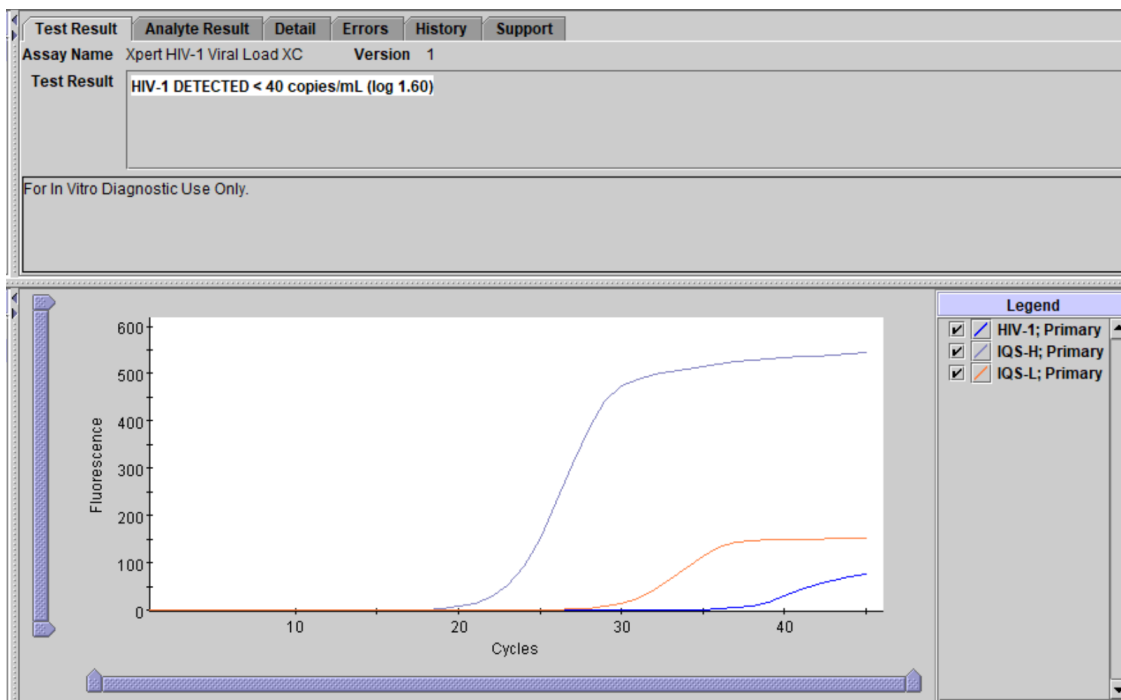 Test Result Analyte Result Detail Errors History Support
Assay Name Xpert HIV-1 Viral Load XC Version 1
Test Result HIV-1 DETECTED < 40 copies/mL (log 1.60)
For In Vitro Diagnostic Use Only.
600
500
400
300
200
100
0
Fluorescence
10 20 30 40
Cycles
Legend
HIV-1; Primary
IQS-H; Primary
IQS-L; Primary